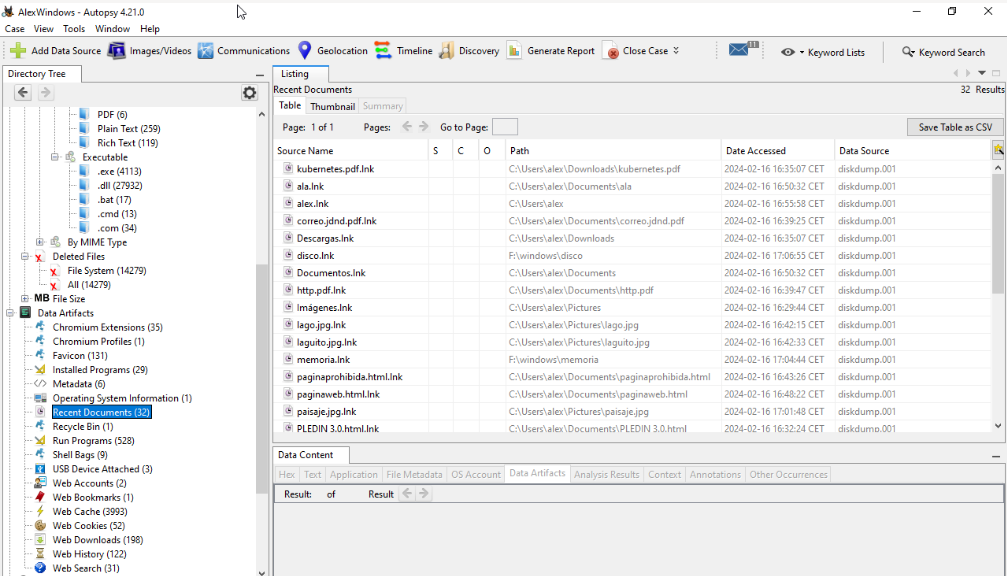 AlexWindows - Autopsy 4.21.0
Case View Tools Window Help
Add Data Source Images/Videos Communications Geolocation Timeline Discovery Generate Report Close Case Keyword Lists Keyword Search
Directory Tree
PDF (6)
Plain Text (259)
Rich Text (119)
Executable
.exe (4113)
.dll (27932)
.bat (17)
.cmd (13)
.com (34)
By MIME Type
Deleted Files
File System (14279)
All (14279)
MB File Size
Data Artifacts
Chromium Extensions (35)
Chromium Profiles (1)
Favicon (131)
Installed Programs (29)
Metadata (6)
Operating System Information (1)
Recent Documents (32)
Recycle Bin (1)
Run Programs (528)
Shell Bags (9)
USB Device Attached (3)
Web Accounts (2)
Web Bookmarks (1)
Web Cache (3993)
Web Cookies (52)
Web Downloads (198)
Web History (122)
Web Search (31)
Listing
Recent Documents 32 Results
Table Thumbnail Summary
Page: 1 of 1 Pages: Go to Page: Save Table as CSV
Source Name S C O Path Date Accessed Data Source
kubernetes.pdf.lnk C:\Users\alex\Downloads\kubernetes.pdf 2024-02-16 16:35:07 CET diskdump.001
ala.lnk C:\Users\alex\Documents\ala 2024-02-16 16:50:32 CET diskdump.001
alex.lnk C:\Users\alex 2024-02-16 16:55:58 CET diskdump.001
correo.jdnd.pdf.lnk C:\Users\alex\Documents\correo.jdnd.pdf 2024-02-16 16:39:25 CET diskdump.001
Descargas.lnk C:\Users\alex\Downloads 2024-02-16 16:35:07 CET diskdump.001
disco.lnk F:\windows\disco 2024-02-16 17:06:55 CET diskdump.001
Documentos.lnk C:\Users\alex\Documents 2024-02-16 16:50:32 CET diskdump.001
http.pdf.lnk C:\Users\alex\Documents\http.pdf 2024-02-16 16:39:47 CET diskdump.001
Imágenes.lnk C:\Users\alex\Pictures 2024-02-16 16:29:44 CET diskdump.001
lago.jpg.lnk C:\Users\alex\Pictures\lago.jpg 2024-02-16 16:42:15 CET diskdump.001
laguito.jpg.lnk C:\Users\alex\Pictures\laguito.jpg 2024-02-16 16:42:33 CET diskdump.001
memoria.lnk F:\windows\memoria 2024-02-16 17:04:44 CET diskdump.001
paginaprohibida.html.lnk C:\Users\alex\Documents\paginaprohibida.html 2024-02-16 16:43:26 CET diskdump.001
paginaweb.html.lnk C:\Users\alex\Documents\paginaweb.html 2024-02-16 16:48:22 CET diskdump.001
paisaje.jpg.lnk C:\Users\alex\Pictures\paisaje.jpg 2024-02-16 17:01:48 CET diskdump.001
PLEDIN 3.0.html.lnk C:\Users\alex\Documents\PLEDIN 3.0.html 2024-02-16 16:32:24 CET diskdump.001
Data Content
Hex Text Application File Metadata OS Account Data Artifacts Analysis Results Context Annotations Other Occurrences
Result: of Result